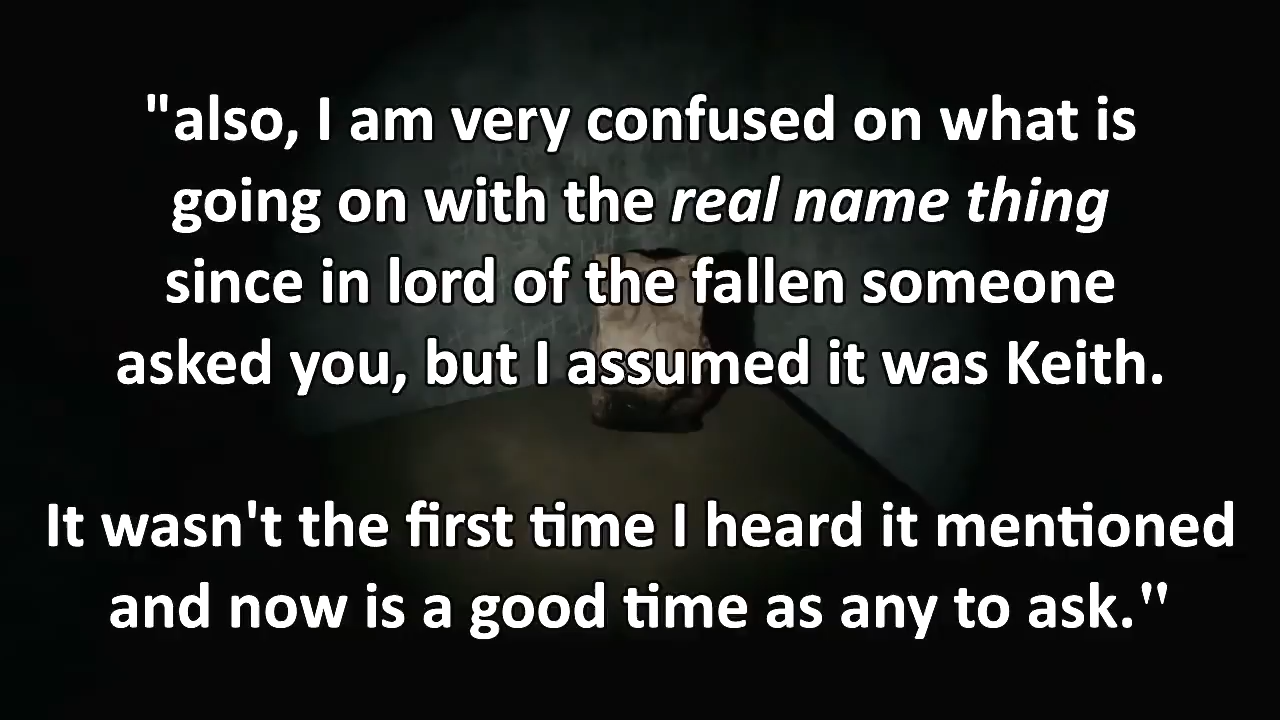 "also, I am very confused on what is
going on with the real name thing
since in lord of the fallen someone
asked you, but I assumed it was Keith.
It wasn't the first time I heard it mentioned
and now is a good time as any to ask."